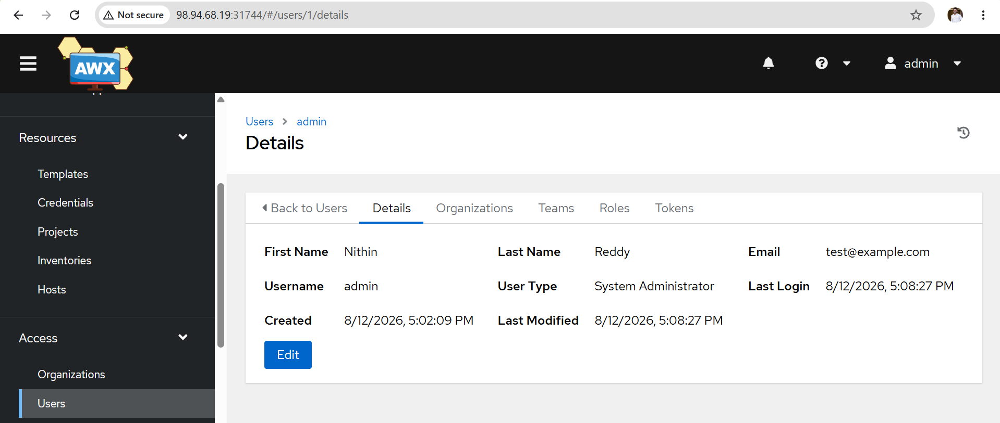 Not secure 98.94.68.19:31744/#/users/1/details
AWX
admin
Resources
Templates
Credentials
Projects
Inventories
Hosts
Access
Organizations
Users
Users > admin
Details
Back to Users Details Organizations Teams Roles Tokens
First Name Nithin Last Name Reddy Email test@example.com
Username admin User Type System Administrator Last Login 8/12/2026, 5:08:27 PM
Created 8/12/2026, 5:02:09 PM Last Modified 8/12/2026, 5:08:27 PM
Edit